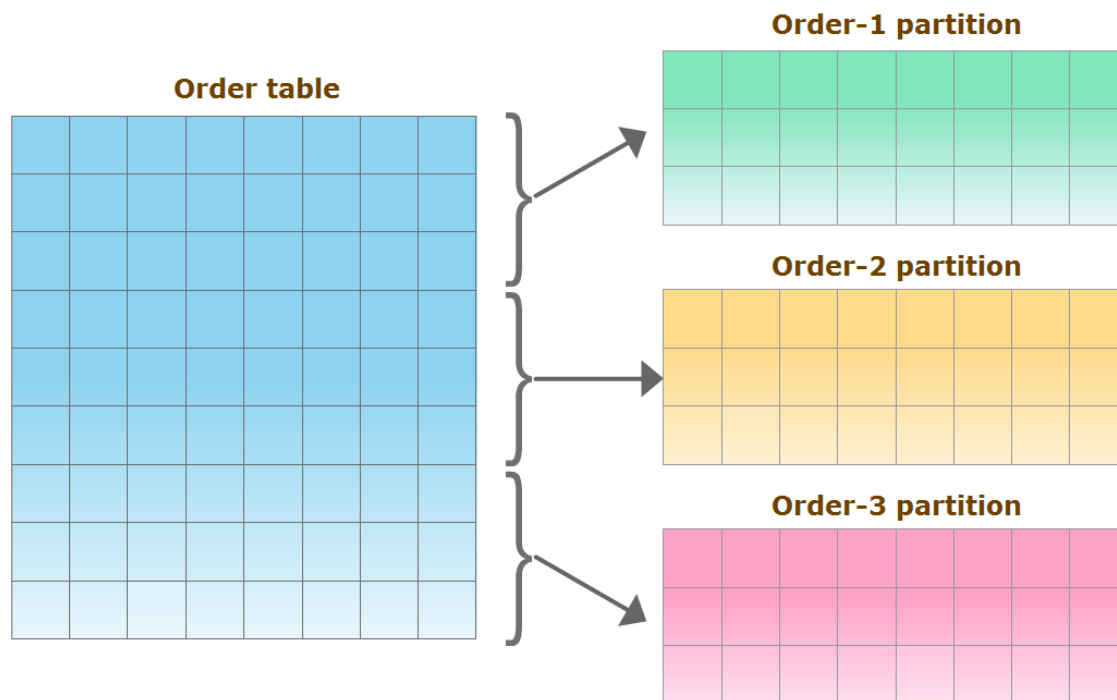 Order table
Order-1 partition
Order-2 partition
Order-3 partition